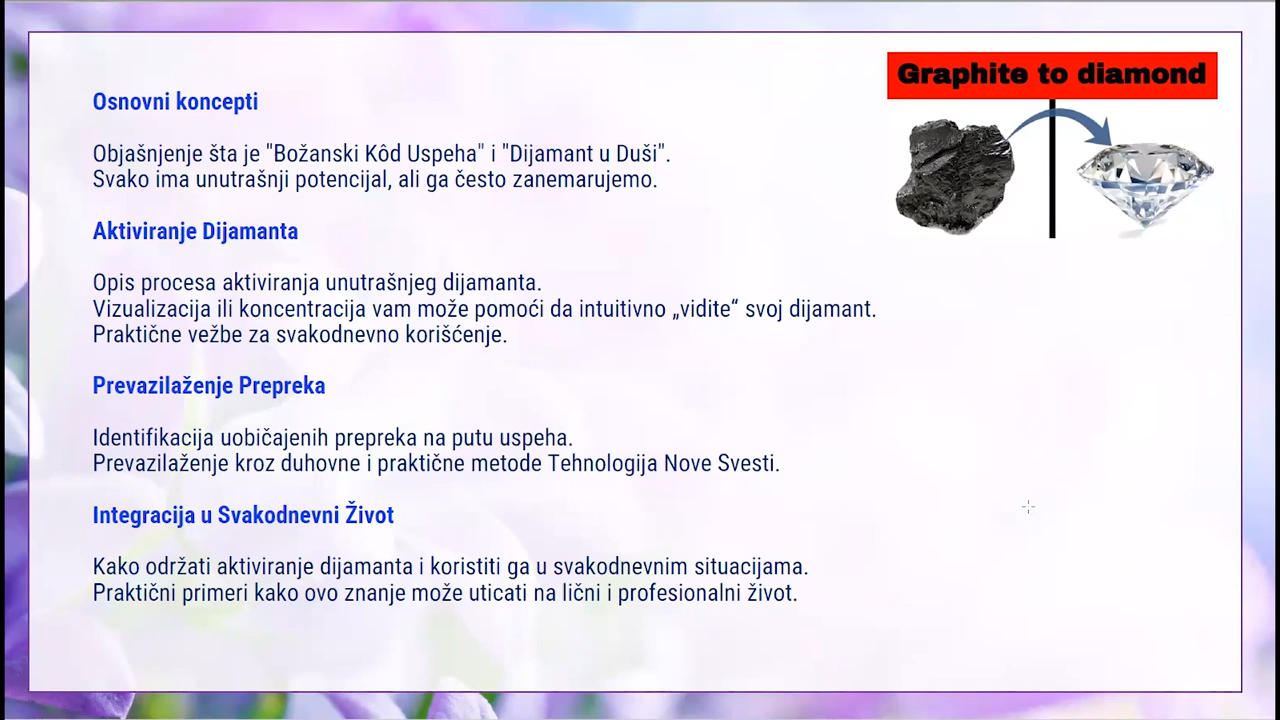 Graphite to diamond
Osnovni koncepti
Objašnjenje šta je "Božanski Kôd Uspeha" i "Dijamant u Duši".
Svako ima unutrašnji potencijal, ali ga često zanemarujemo.
Aktiviranje Dijamanta
Opis procesa aktiviranja unutrašnjeg dijamanta.
Vizualizacija ili koncentracija vam može pomoći da intuitivno „vidite“ svoj dijamant.
Praktične vežbe za svakodnevno korišćenje.
Prevazilaženje Prepreka
Identifikacija uobičajenih prepreka na putu uspeha.
Prevazilaženje kroz duhovne i praktične metode Tehnologija Nove Svesti.
Integracija u Svakodnevni Život
Kako održati aktiviranje dijamanta i koristiti ga u svakodnevnim situacijama.
Praktični primeri kako ovo znanje može uticati na lični i profesionalni život.